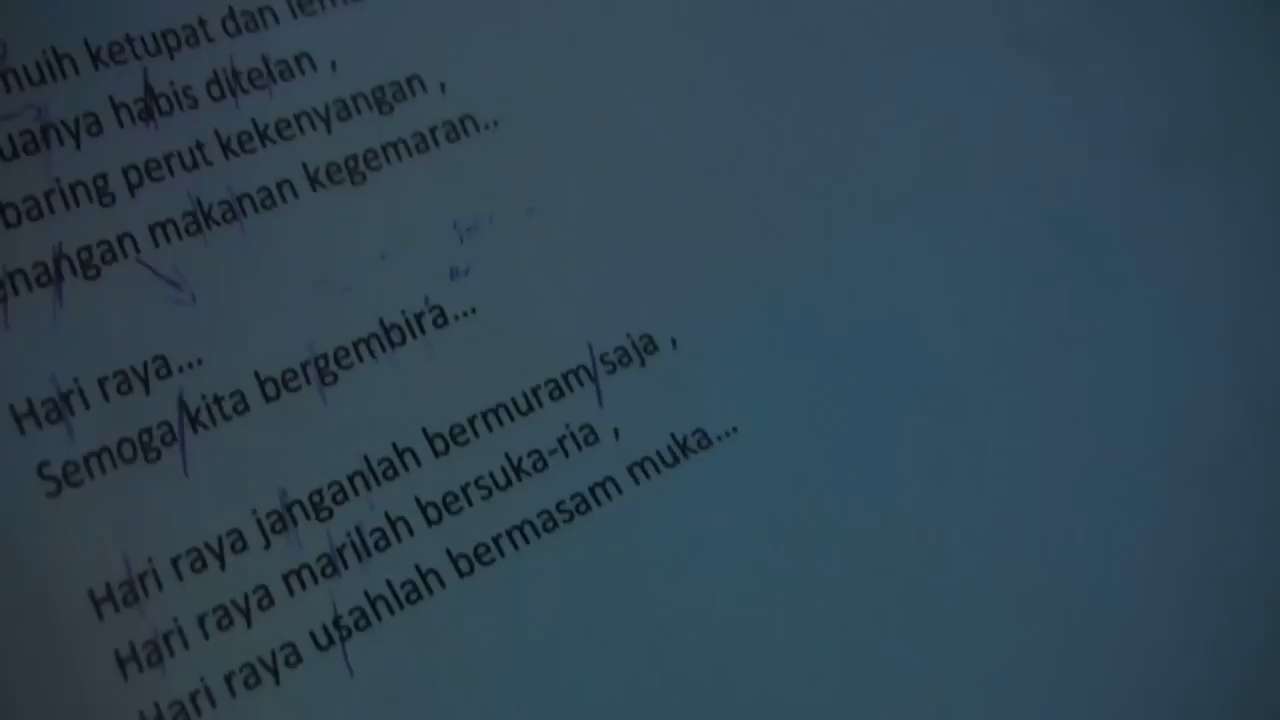 muih ketupat dan
uanya habis ditelan ,
baring perut kekenyangan ,
nangan makanan kegemaran..
Hari raya...
Semoga kita bergembira...
Hari raya janganlah bermuram saja ,
Hari raya marilah bersuka-ria ,
Hari raya usahlah bermasam muka...